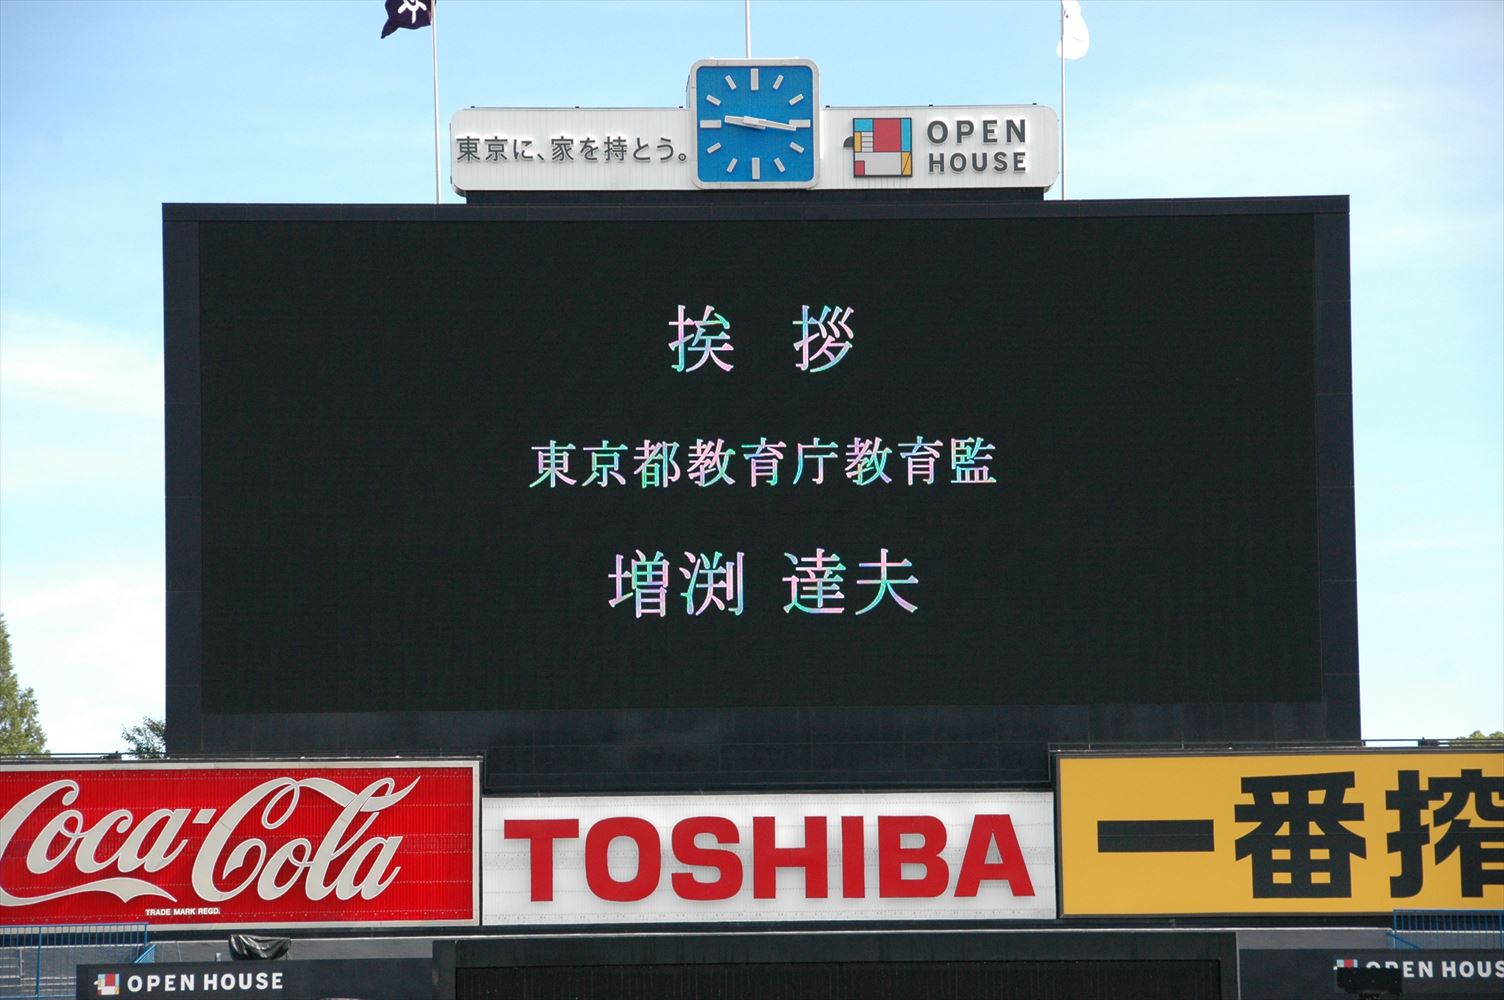 東京に、家を持とう。
OPEN
HOUSE
挨 拶
東京都教育庁教育監
増渕 達夫
Coca-Cola
TRADE MARK REGD.
TOSHIBA
一番搾
OPEN HOUSE
OPEN HOUS